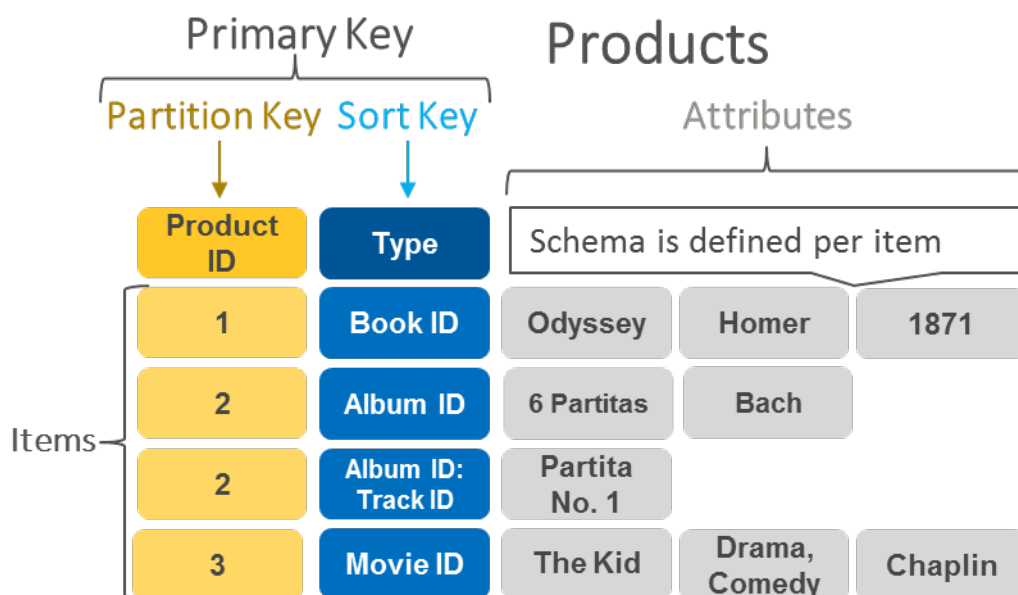 Primary Key
Products
Partition Key
Sort Key
Attributes
Product
ID
Type
Schema is defined per item
Items
1
Book ID
Odyssey
Homer
1871
2
Album ID
6 Partitas
Bach
2
Album ID:
Track ID
Partita
No. 1
3
Movie ID
The Kid
Drama,
Comedy
Chaplin